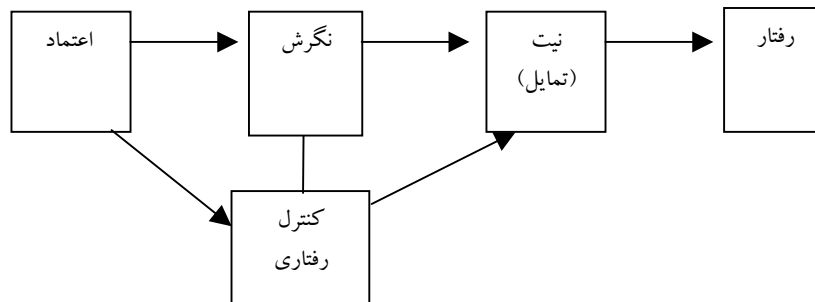 اعتماد
نگرش
نیت
(تمایل)
رفتار
کنترل
رفتاری